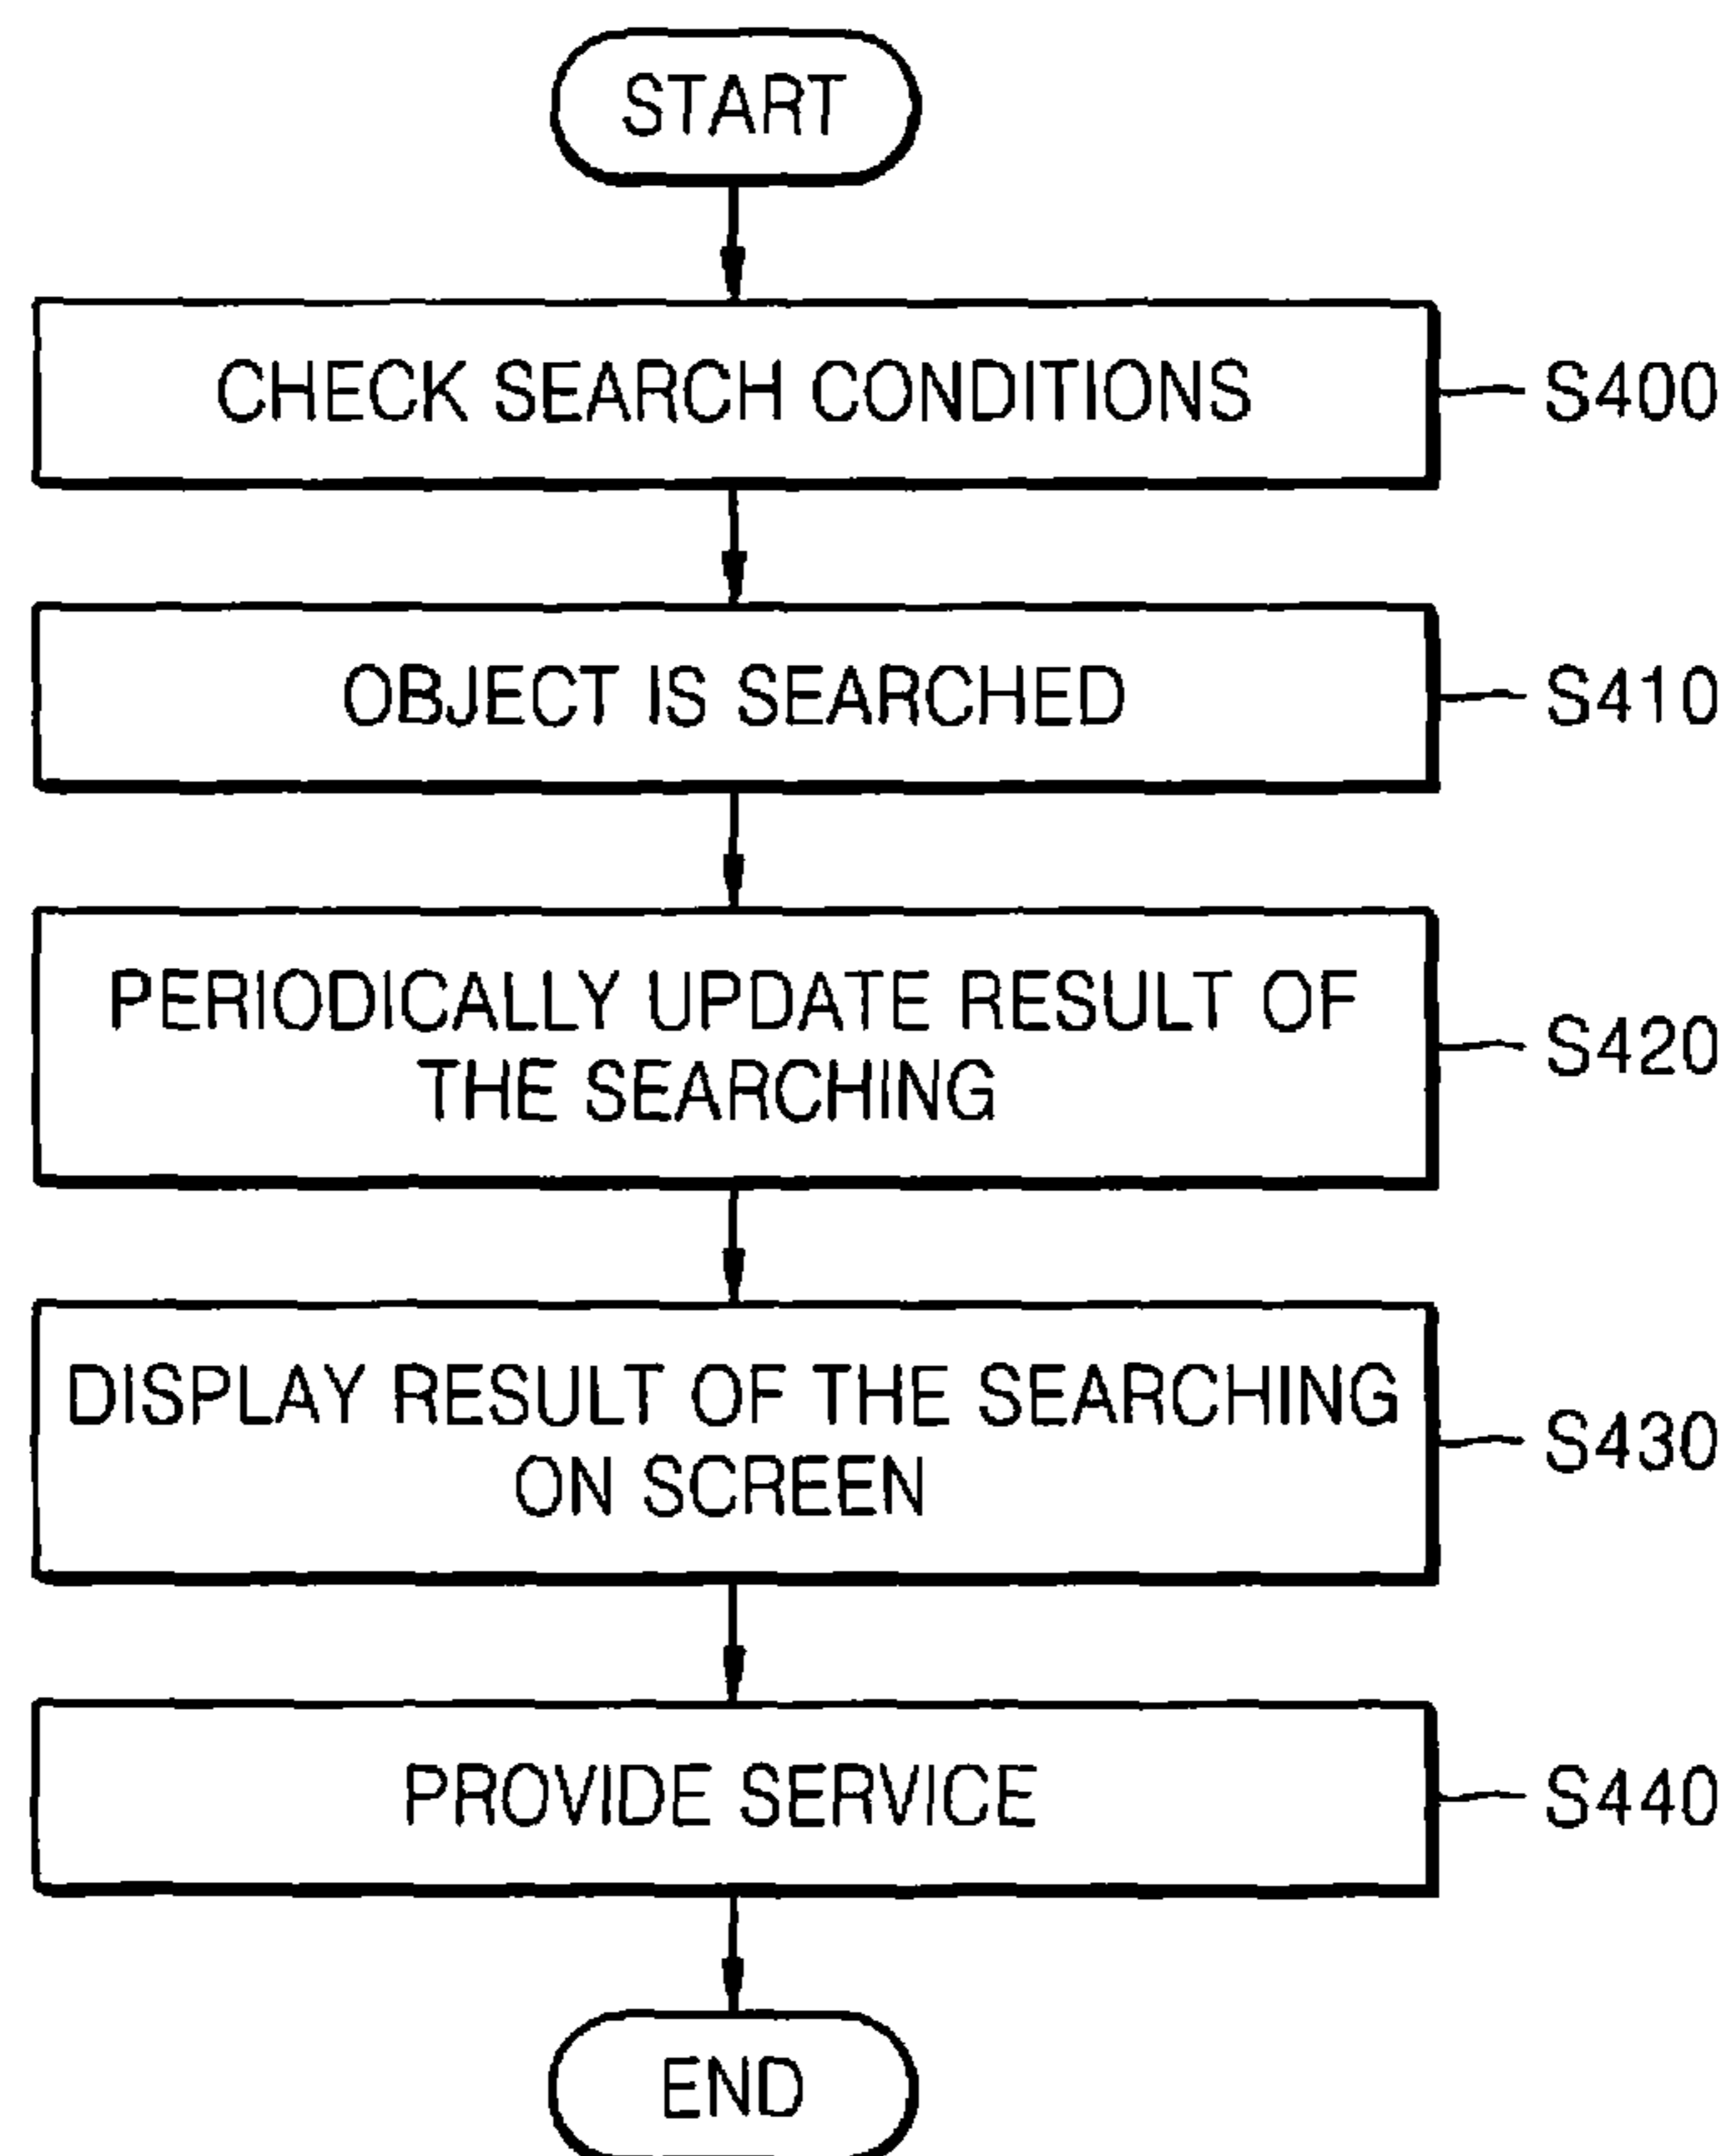 START
CHECK SEARCH CONDITIONS
S400
OBJECT IS SEARCHED
S410
PERIODICALLY UPDATE RESULT OF
THE SEARCHING
S420
DISPLAY RESULT OF THE SEARCHING
ON SCREEN
S430
PROVIDE SERVICE
S440
END